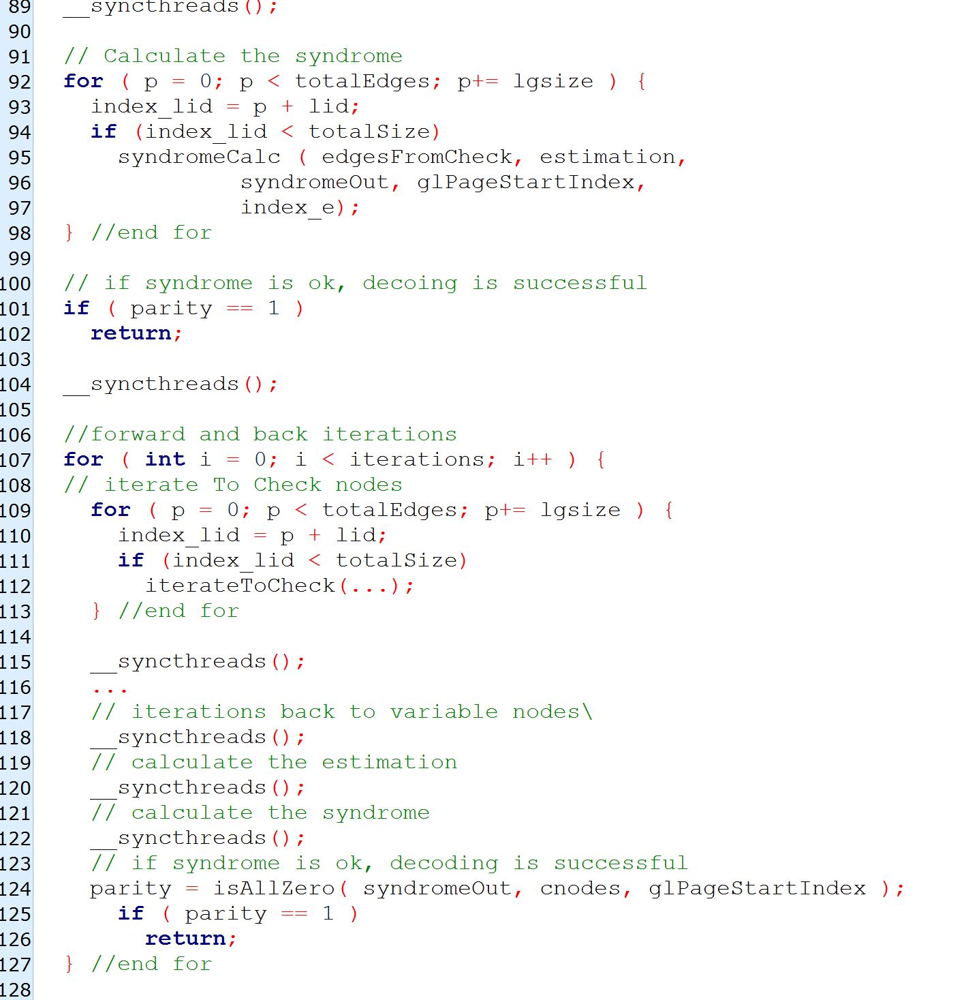 89 __syncthreads();
90
91 // Calculate the syndrome
92 for ( p = 0; p < totalEdges; p+= lgsize ) {
93 index_lid = p + lid;
94 if (index_lid < totalSize)
95 syndromeCalc ( edgesFromCheck, estimation,
96 syndromeOut, glPageStartIndex,
97 index_e);
98 } //end for
99
100 // if syndrome is ok, decoing is successful
101 if ( parity == 1 )
102 return;
103
104 __syncthreads();
105
106 //forward and back iterations
107 for ( int i = 0; i < iterations; i++ ) {
108 // iterate To Check nodes
109 for ( p = 0; p < totalEdges; p+= lgsize ) {
110 index_lid = p + lid;
111 if (index_lid < totalSize)
112 iterateToCheck(...);
113 } //end for
114
115 __syncthreads();
116 ...
117 // iterations back to variable nodes\
118 __syncthreads();
119 // calculate the estimation
120 __syncthreads();
121 // calculate the syndrome
122 __syncthreads();
123 // if syndrome is ok, decoding is successful
124 parity = isAllZero( syndromeOut, cnodes, glPageStartIndex );
125 if ( parity == 1 )
126 return;
127 } //end for
128